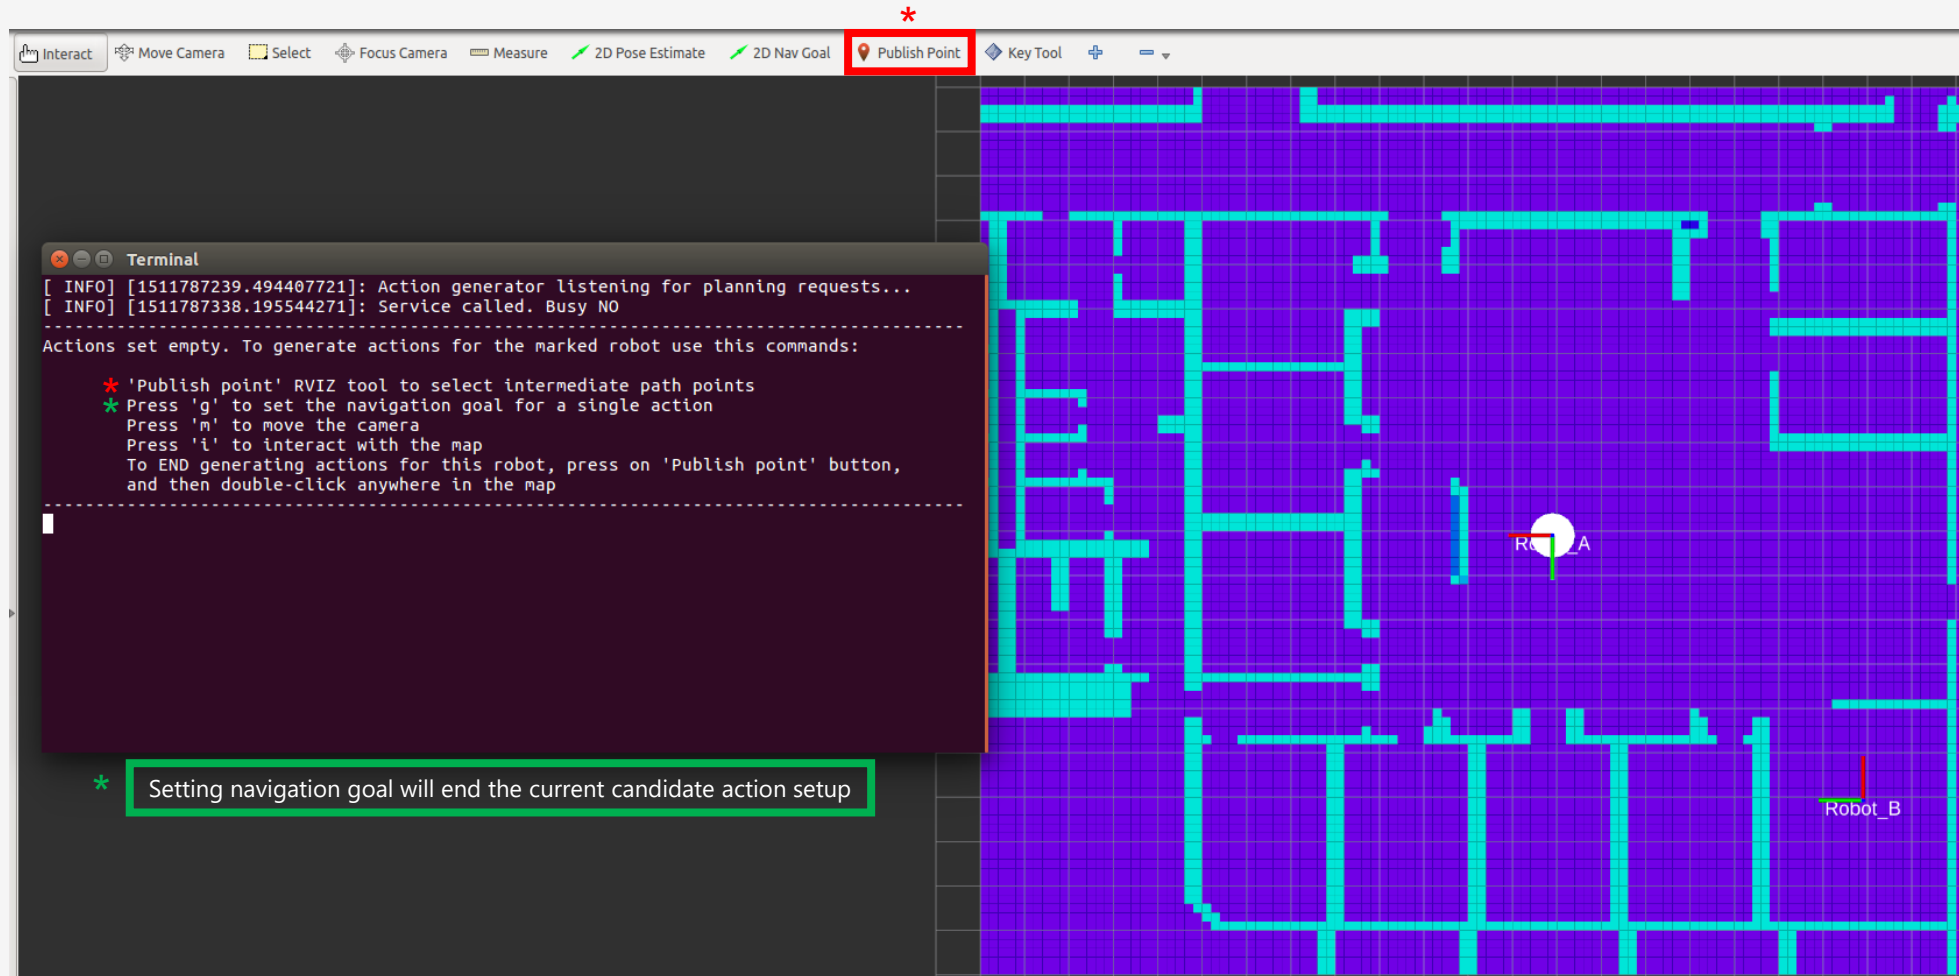 *
Interact Move Camera Select Focus Camera Measure 2D Pose Estimate 2D Nav Goal Publish Point Key Tool
Terminal
[ INFO] [1511787239.494407721]: Action generator listening for planning requests...
[ INFO] [1511787338.195544271]: Service called. Busy NO
--------------------------------------------------------------------------------
Actions set empty. To generate actions for the marked robot use this commands:
* 'Publish point' RVIZ tool to select intermediate path points
* Press 'g' to set the navigation goal for a single action
Press 'm' to move the camera
Press 'i' to interact with the map
To END generating actions for this robot, press on 'Publish point' button,
and then double-click anywhere in the map
--------------------------------------------------------------------------------
* Setting navigation goal will end the current candidate action setup
Robot_B